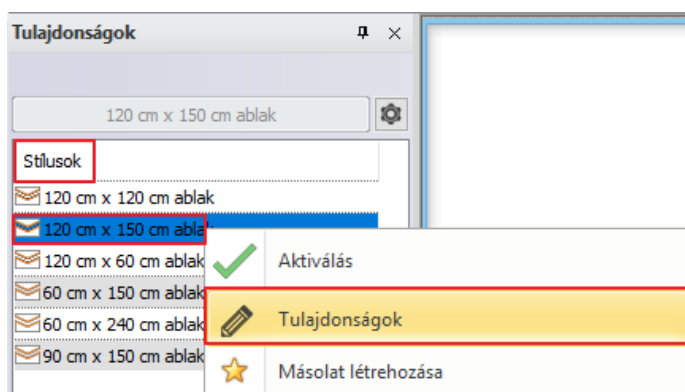 Tulajdonságok
120 cm x 150 cm ablak
Stílusok
120 cm x 120 cm ablak
120 cm x 150 cm abla
120 cm x 60 cm ablak
Aktiválás
60 cm x 150 cm ablak
Tulajdonságok
60 cm x 240 cm ablak
90 cm x 150 cm ablak
Másolat létrehozása